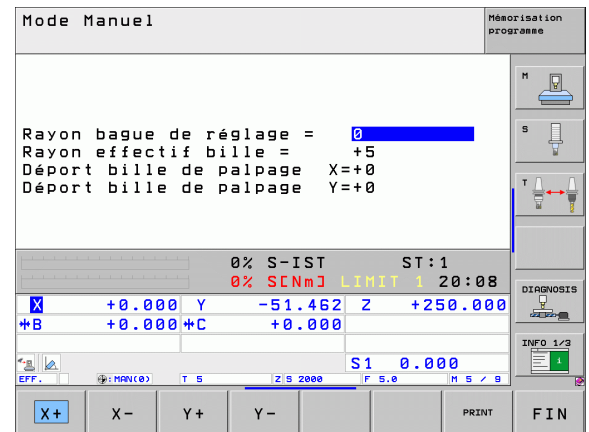 Mode Manuel
Mémorisation
programme
Rayon bague de réglage = 0
Rayon effectif bille = +5
Déport bille de palpage X=+0
Déport bille de palpage Y=+0
M
S
T
0% S-IST ST:1
0% S[Nm] LIMIT 1 20:08
X +0.000 Y -51.462 Z +250.000
B +0.000 C +0.000
S1 0.000
EFF. : MAN(0) T 5 Z S 2000 F 5.0 M 5 / 9
DIAGNOSIS
INFO 1/3
1
X+ X- Y+ Y- PRINT FIN